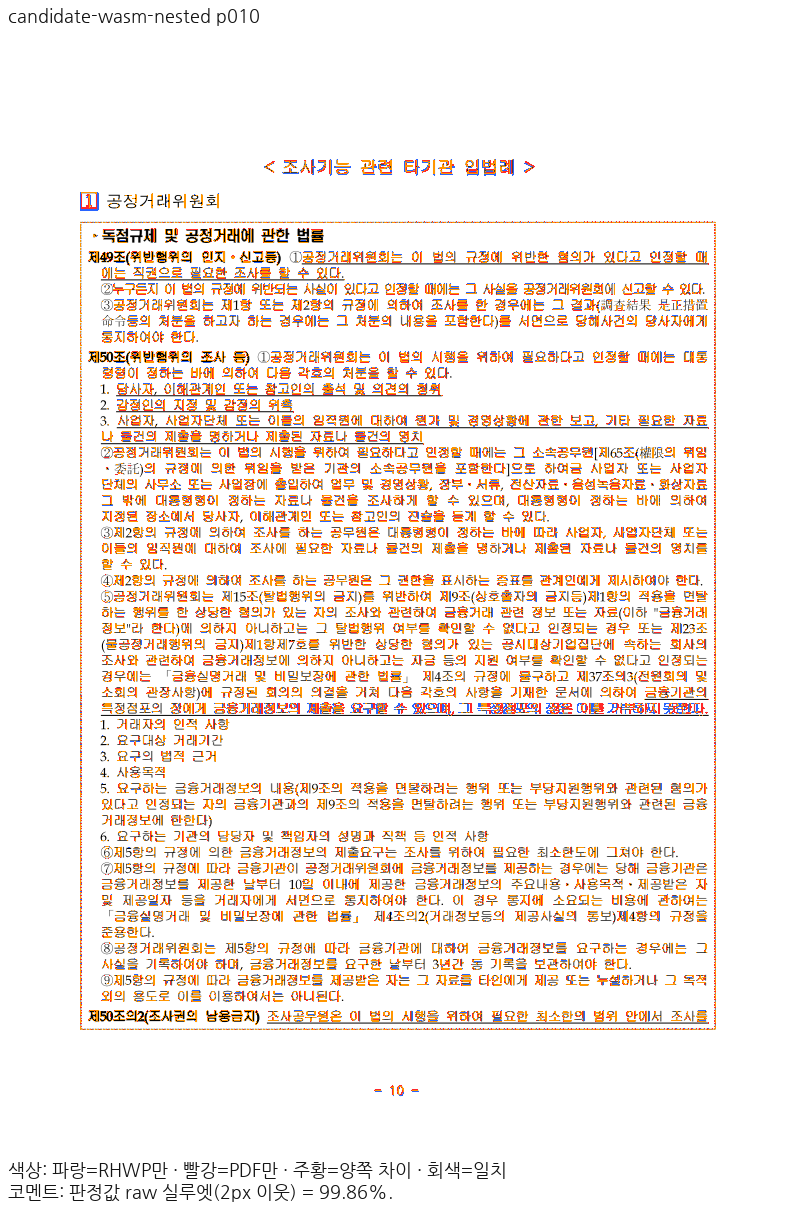 candidate-wasm-nested p010
< 조사기능 관련 타기관 입법례 >
1 공정거래위원회
독점규제 및 공정거래에 관한 법률
제49조(위반행위의 인지·신고등) ①공정거래위원회는 이 법의 규정에 위반한 혐의가 있다고 인정할 때
에는 직권으로 필요한 조사를 할 수 있다.
②누구든지 이 법의 규정에 위반되는 사실이 있다고 인정할 때에는 그 사실을 공정거래위원회에 신고할 수 있다.
③공정거래위원회는 제1항 또는 제2항의 규정에 의하여 조사를 한 경우에는 그 결과(調査結果 是正措置
命令등의 처분을 하고자 하는 경우에는 그 처분의 내용을 포함한다)를 서면으로 당해사건의 당사자에게
통지하여야 한다.
제50조(위반행위의 조사 등) ①공정거래위원회는 이 법의 시행을 위하여 필요하다고 인정할 때에는 대통
령령이 정하는 바에 의하여 다음 각호의 처분을 할 수 있다.
1. 당사자, 이해관계인 또는 참고인의 출석 및 의견의 청취
2. 감정인의 지정 및 감정의 위촉
3. 사업자, 사업자단체 또는 이들의 임직원에 대하여 원가 및 경영상황에 관한 보고, 기타 필요한 자료
나 물건의 제출을 명하거나 제출된 자료나 물건의 영치
②공정거래위원회는 이 법의 시행을 위하여 필요하다고 인정할 때에는 그 소속공무원[제65조(權限의 위임
·委託)의 규정에 의한 위임을 받은 기관의 소속공무원을 포함한다]으로 하여금 사업자 또는 사업자
단체의 사무소 또는 사업장에 출입하여 업무 및 경영상황, 장부·서류, 전산자료·음성녹음자료·화상자료
그 밖에 대통령령이 정하는 자료나 물건을 조사하게 할 수 있으며, 대통령령이 정하는 바에 의하여
지정된 장소에서 당사자, 이해관계인 또는 참고인의 진술을 듣게 할 수 있다.
③제2항의 규정에 의하여 조사를 하는 공무원은 대통령령이 정하는 바에 따라 사업자, 사업자단체 또는
이들의 임직원에 대하여 조사에 필요한 자료나 물건의 제출을 명하거나 제출된 자료나 물건의 영치를
할 수 있다.
④제2항의 규정에 의하여 조사를 하는 공무원은 그 권한을 표시하는 증표를 관계인에게 제시하여야 한다.
⑤공정거래위원회는 제15조(탈법행위의 금지)를 위반하여 제9조(상호출자의 금지등)제1항의 적용을 면탈
하는 행위를 한 상당한 혐의가 있는 자의 조사와 관련하여 금융거래 관련 정보 또는 자료(이하 "금융거래
정보"라 한다)에 의하지 아니하고는 그 탈법행위 여부를 확인할 수 없다고 인정되는 경우 또는 제23조
(불공정거래행위의 금지)제1항제7호를 위반한 상당한 혐의가 있는 공시대상기업집단에 속하는 회사의
조사와 관련하여 금융거래정보에 의하지 아니하고는 자금 등의 지원 여부를 확인할 수 없다고 인정되는
경우에는 「금융실명거래 및 비밀보장에 관한 법률」 제4조의 규정에 불구하고 제37조의3(전원회의 및
소회의 관장사항)에 규정된 회의의 의결을 거쳐 다음 각호의 사항을 기재한 문서에 의하여 금융기관의
특정점포의 장에게 금융거래정보의 제출을 요구할 수 있으며, 그
1. 거래자의 인적 사항
2. 요구대상 거래기간
3. 요구의 법적 근거
4. 사용목적
5. 요구하는 금융거래정보의 내용(제9조의 적용을 면탈하려는 행위 또는 부당지원행위와 관련된 혐의가
있다고 인정되는 자의 금융기관과의 제9조의 적용을 면탈하려는 행위 또는 부당지원행위와 관련된 금융
거래정보에 한한다)
6. 요구하는 기관의 담당자 및 책임자의 성명과 직책 등 인적 사항
⑥제5항의 규정에 의한 금융거래정보의 제출요구는 조사를 위하여 필요한 최소한도에 그쳐야 한다.
⑦제5항의 규정에 따라 금융기관이 공정거래위원회에 금융거래정보를 제공하는 경우에는 당해 금융기관은
금융거래정보를 제공한 날부터 10일 이내에 제공한 금융거래정보의 주요내용·사용목적·제공받은 자
및 제공일자 등을 거래자에게 서면으로 통지하여야 한다. 이 경우 통지에 소요되는 비용에 관하여는
「금융실명거래 및 비밀보장에 관한 법률」 제4조의2(거래정보등의 제공사실의 통보)제4항의 규정을
준용한다.
⑧공정거래위원회는 제5항의 규정에 따라 금융기관에 대하여 금융거래정보를 요구하는 경우에는 그
사실을 기록하여야 하며, 금융거래정보를 요구한 날부터 3년간 동 기록을 보관하여야 한다.
⑨제5항의 규정에 따라 금융거래정보를 제공받은 자는 그 자료를 타인에게 제공 또는 누설하거나 그 목적
외의 용도로 이를 이용하여서는 아니된다.
제50조의2(조사권의 남용금지) 조사공무원은 이 법의 시행을 위하여 필요한 최소한의 범위 안에서 조사를
- 10 -
색상: 파랑=RHWP만 · 빨강=PDF만 · 주황=양쪽 차이 · 회색=일치
코멘트: 판정값 raw 실루엣(2px 이웃) = 99.86%.